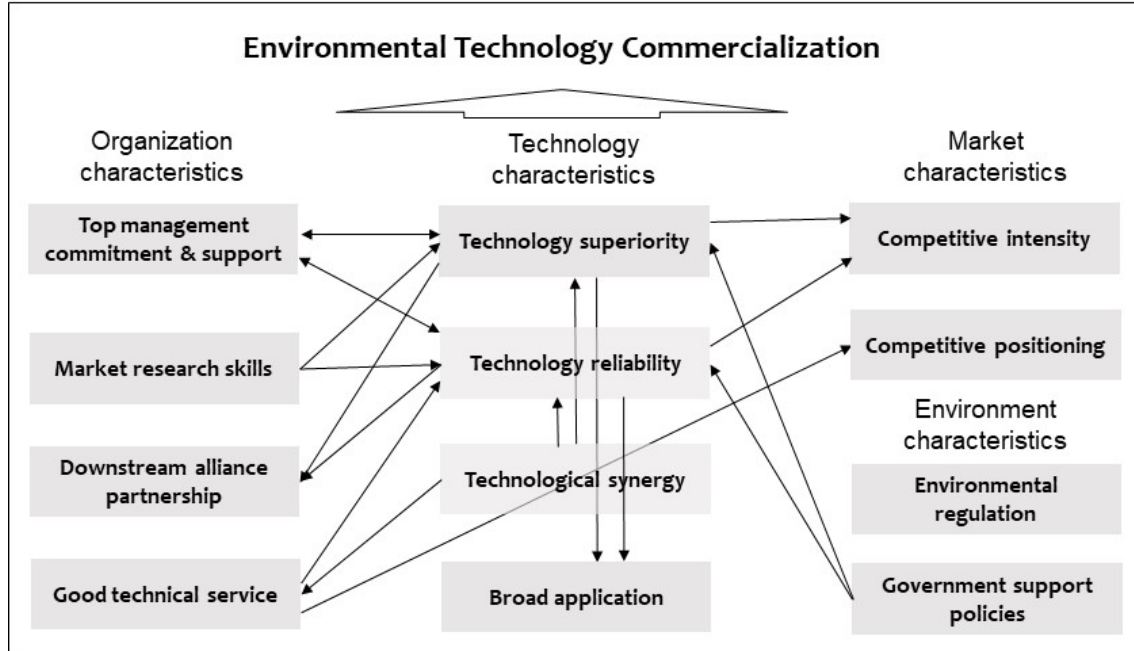 Environmental Technology Commercialization
Organization
characteristics
Top management
commitment & support
Market research skills
Downstream alliance
partnership
Good technical service
Technology
characteristics
Technology superiority
Technology reliability
Technological synergy
Broad application
Market
characteristics
Competitive intensity
Competitive positioning
Environment
characteristics
Environmental
regulation
Government support
policies